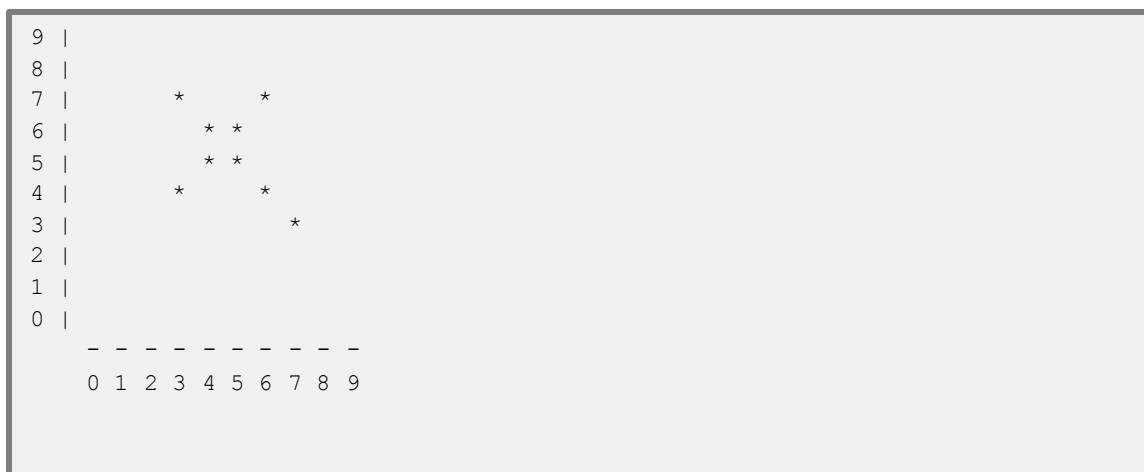 9 |
8 |
7 |       *     *
6 |         * *
5 |         * *
4 |       *     *
3 |               *
2 |
1 |
0 |
    - - - - - - - - - -
    0 1 2 3 4 5 6 7 8 9